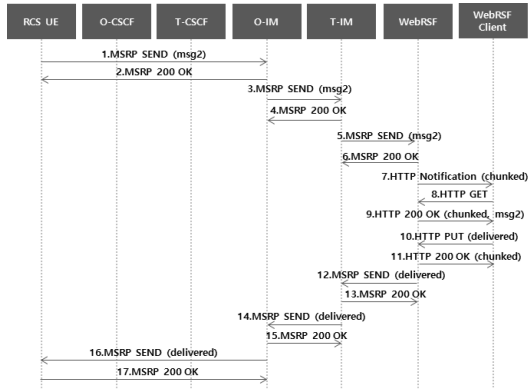 RCS UE
O-CSCF
T-CSCF
O-IM
T-IM
WebRSF
WebRSF
Client
1.MSRP SEND (msg2)
2.MSRP 200 OK
3.MSRP SEND (msg2)
4.MSRP 200 OK
5.MSRP SEND (msg2)
6.MSRP 200 OK
7.HTTP Notification (chunked)
8.HTTP GET
9.HTTP 200 OK (chunked, msg2)
10.HTTP PUT (delivered)
11.HTTP 200 OK (chunked)
12.MSRP SEND (delivered)
13.MSRP 200 OK
14.MSRP SEND (delivered)
15.MSRP 200 OK
16.MSRP SEND (delivered)
17.MSRP 200 OK